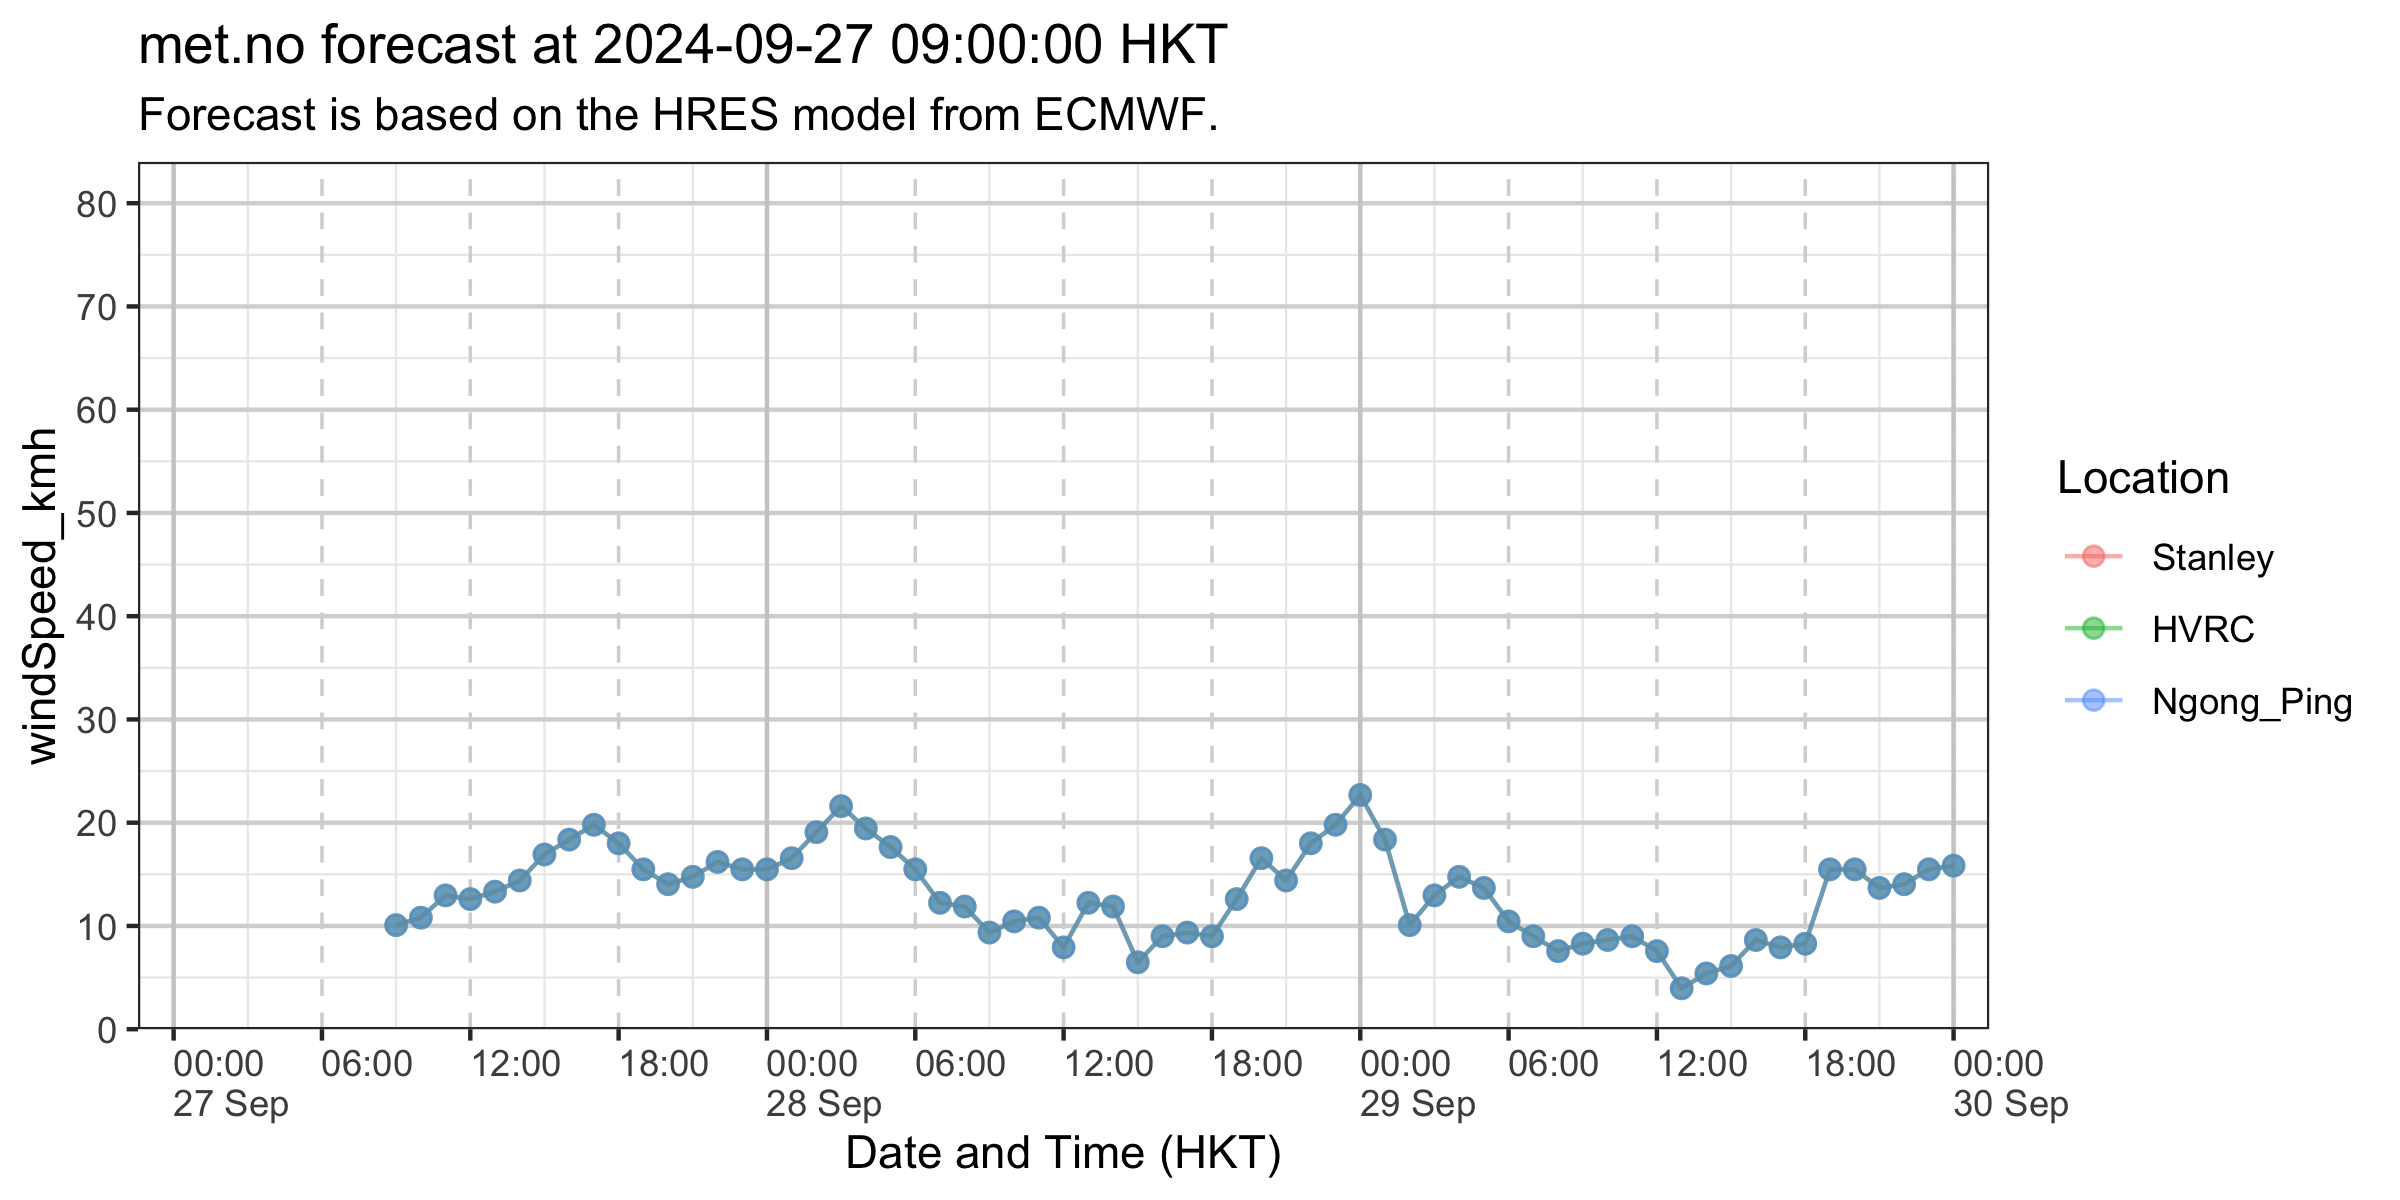 met.no forecast at 2024-09-27 09:00:00 HKT
Forecast is based on the HRES model from ECMWF.
windSpeed_kmh
80
70
60
50
40
30
20
10
0
00:00 06:00 12:00 18:00 00:00 06:00 12:00 18:00 00:00 06:00 12:00 18:00 00:00
27 Sep 28 Sep 29 Sep 30 Sep
Date and Time (HKT)
Location
Stanley
HVRC
Ngong_Ping